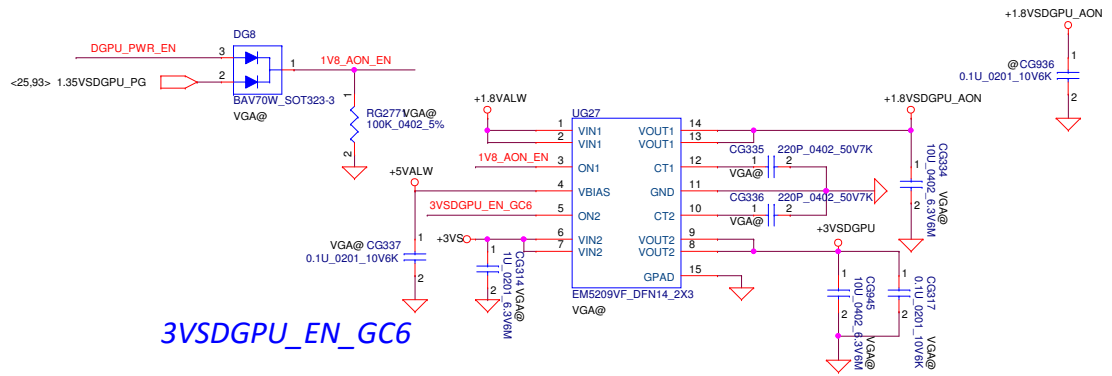 +1.8VSDGPU_AON
@ CG936
0.1U_0201_10V6K
1
2
DG8
DGPU_PWR_EN
3
1
1V8_AON_EN
<25,93> 1.35VSDGPU_PG
2
BAV70W_SOT323-3
VGA@
1
RG277 VGA@
100K_0402_5%
2
+1.8VALW
UG27
+1.8VSDGPU_AON
1 VIN1
2 VIN1
VOUT1 14
VOUT1 13
1V8_AON_EN
3 ON1
CT1 12
CG335 220P_0402_50V7K
VGA@ 1 2
+5VALW
4 VBIAS
GND 11
CG334
10U_0402_6.3V6M
VGA@
1
2
3VSDGPU_EN_GC6
5 ON2
CT2 10
CG336 220P_0402_50V7K
VGA@ 1 2
+3VS
6 VIN2
7 VIN2
VOUT2 9
VOUT2 8
+3VSDGPU
GPAD 15
EM5209VF_DFN14_2X3
VGA@
1
VGA@ CG337
0.1U_0201_10V6K
2
1
CG314 VGA@
1U_0201_6.3V6M
2
1
CG945
10U_0402_6.3V6M
VGA@
2
1
CG317
0.1U_0201_10V6K
VGA@
2
3VSDGPU_EN_GC6